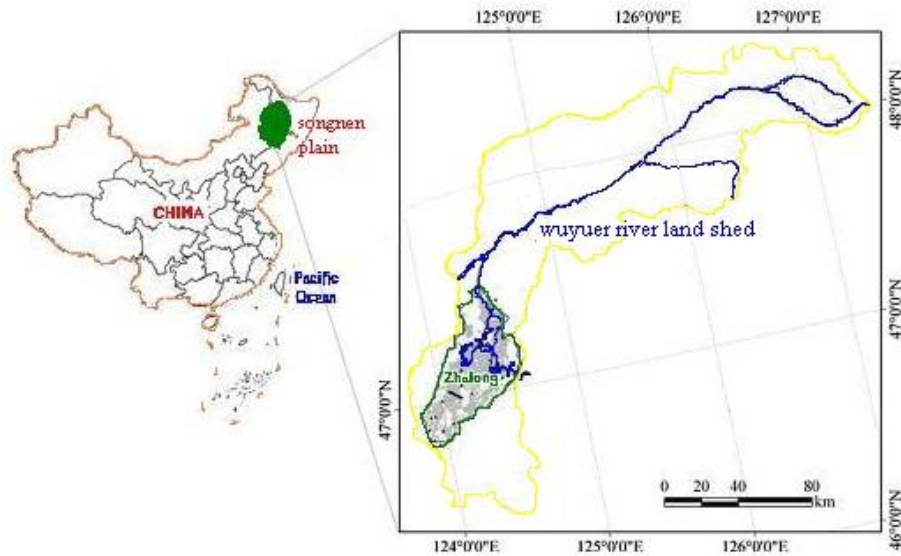 125°0'0"E
126°0'0"E
127°0'0"E
songnen
plain
48°0'0"N
CHINA
wuyuer river land shed
Pacific
Ocean
47°0'0"N
Zhalong
47°0'0"N
0 20 40 80
km
46°0'0"N
124°0'0"E
125°0'0"E
126°0'0"E